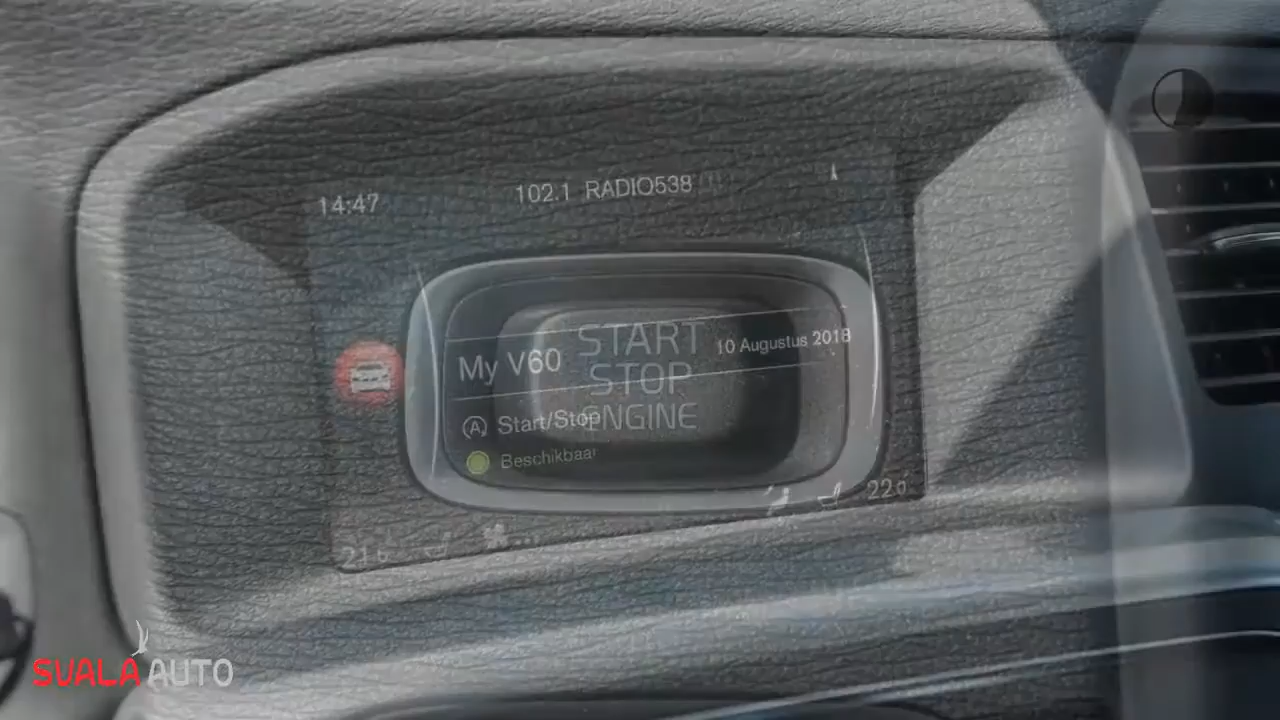 14:47
102.1 RADIO538
START
STOP
ENGINE
My V60
10 Augustus 2018
Start/Stop
Beschikbaar
22.0
SVALA AUTO